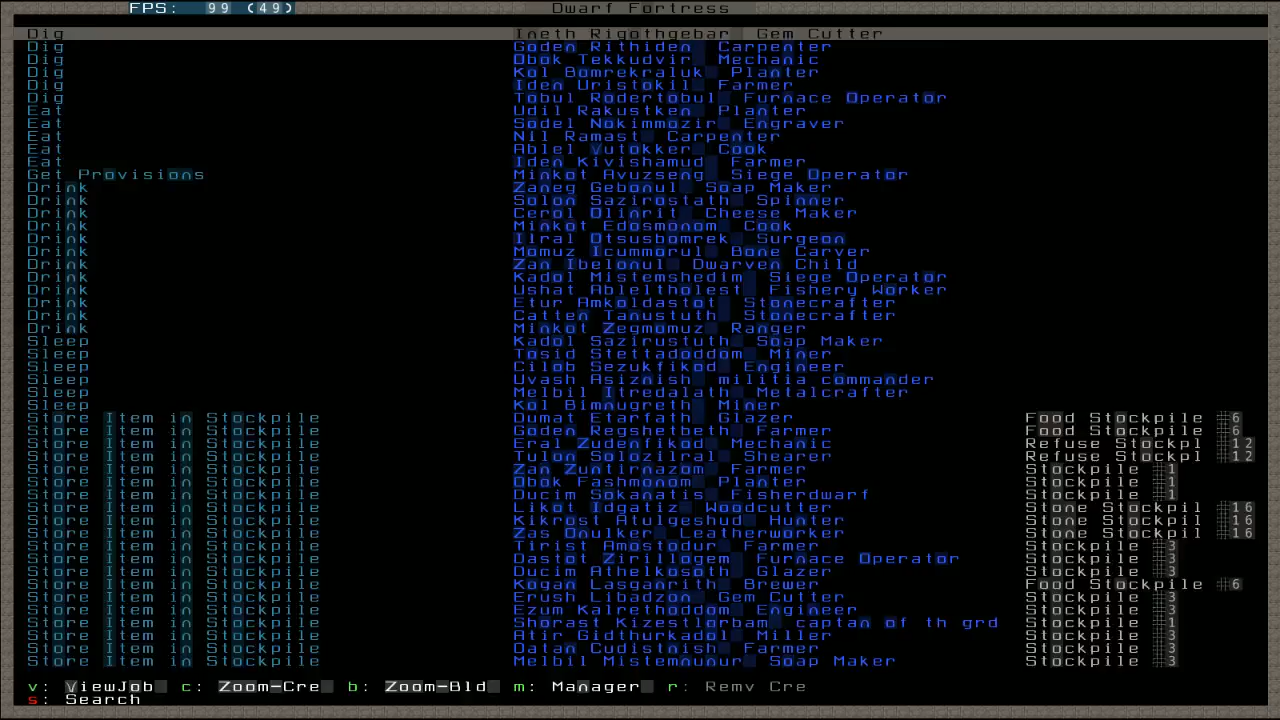 FPS: 99 (49) Dwarf Fortress
Dig Ineth Rigothgebar Gem Cutter
Dig Goden Rithiden Carpenter
Dig Obok Tekkudvir Mechanic
Dig Kol Bomrekraluk Planter
Dig Iden Uristokil Farmer
Dig Tobul Rodertobul Furnace Operator
Eat Udil Rakustken Planter
Eat Sodel Nokimmozir Engraver
Eat Nil Ramast Carpenter
Eat Ablel Vutokker Cook
Eat Iden Kivishamud Farmer
Get Provisions Minkot Avuzseng Siege Operator
Drink Zaneg Gebonul Soap Maker
Drink Solon Sazirostath Spinner
Drink Cerol Olinrit Cheese Maker
Drink Minkot Edosmonom Cook
Drink Ilral Otsusbomrek Surgeon
Drink Momuz Icummorul Bone Carver
Drink Zan Ibelonul Dwarven Child
Drink Kadol Mistemshedim Siege Operator
Drink Ushat Ableltholest Fishery Worker
Drink Etur Amkoldastot Stonecrafter
Drink Catten Tanustuth Stonecrafter
Drink Minkot Zegmomuz Ranger
Sleep Kadol Sazirustuth Soap Maker
Sleep Tosid Stettadoddom Miner
Sleep Cilob Sezukfikod Engineer
Sleep Uvash Asiznish militia commander
Sleep Melbil Itredalath Metalcrafter
Sleep Kol Bimnugreth Miner
Store Item in Stockpile Dumat Etarfath Glazer Food Stockpile #6
Store Item in Stockpile Goden Regshetbeth Farmer Food Stockpile #6
Store Item in Stockpile Eral Zudenfikod Mechanic Refuse Stockpl #12
Store Item in Stockpile Tulon Solozilral Shearer Refuse Stockpl #12
Store Item in Stockpile Zan Zuntirnazom Farmer Stockpile #1
Store Item in Stockpile Obok Fashmonom Planter Stockpile #1
Store Item in Stockpile Ducim Sokanatis Fisherdwarf Stockpile #1
Store Item in Stockpile Likot Idgatiz Woodcutter Stone Stockpil #16
Store Item in Stockpile Kikrost Atulgeshud Hunter Stone Stockpil #16
Store Item in Stockpile Zas Onulker Leatherworker Stone Stockpil #16
Store Item in Stockpile Tirist Amostodur Farmer Stockpile #3
Store Item in Stockpile Dastot Zirillogem Furnace Operator Stockpile #3
Store Item in Stockpile Ducim Athelkosoth Glazer Stockpile #3
Store Item in Stockpile Kogan Lasganrith Brewer Food Stockpile #6
Store Item in Stockpile Erush Libadzon Gem Cutter Stockpile #3
Store Item in Stockpile Ezum Kalrethoddom Engineer Stockpile #3
Store Item in Stockpile Shorast Kizestlorbam captan of th grd Stockpile #1
Store Item in Stockpile Atir Gidthurkadol Miller Stockpile #3
Store Item in Stockpile Datan Cudistnish Farmer Stockpile #3
Store Item in Stockpile Melbil Mistemounur Soap Maker Stockpile #3
v: ViewJob c: Zoom-Cre b: Zoom-Bld m: Manager r: Remv Cre
s: Search